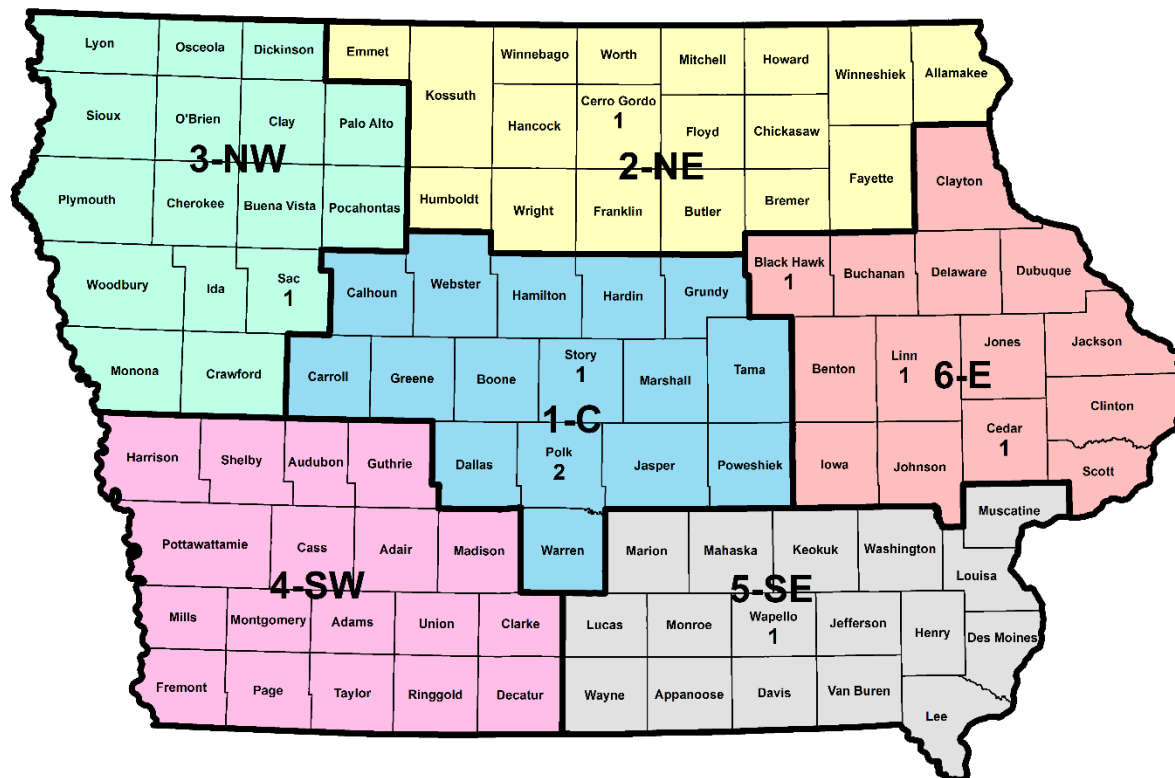 Lyon
Osceola
Dickinson
Emmet
Kossuth
Winnebago
Worth
Mitchell
Howard
Winneshiek
Allamakee
Sioux
O'Brien
Clay
Palo Alto
Hancock
Cerro Gordo
1
Floyd
Chickasaw
3-NW
2-NE
Plymouth
Cherokee
Buena Vista
Pocahontas
Humboldt
Wright
Franklin
Butler
Bremer
Fayette
Clayton
Woodbury
Ida
Sac
1
Calhoun
Webster
Hamilton
Hardin
Grundy
Black Hawk
1
Buchanan
Delaware
Dubuque
Monona
Crawford
Carroll
Greene
Boone
Story
1
Marshall
Tama
Benton
Linn
1
Jones
Jackson
6-E
1-C
Clinton
Harrison
Shelby
Audubon
Guthrie
Dallas
Polk
2
Jasper
Poweshiek
Iowa
Johnson
Cedar
1
Scott
Muscatine
Pottawattamie
Cass
Adair
Madison
Warren
Marion
Mahaska
Keokuk
Washington
Louisa
4-SW
5-SE
Mills
Montgomery
Adams
Union
Clarke
Lucas
Monroe
Wapello
1
Jefferson
Henry
Des Moines
Fremont
Page
Taylor
Ringgold
Decatur
Wayne
Appanoose
Davis
Van Buren
Lee